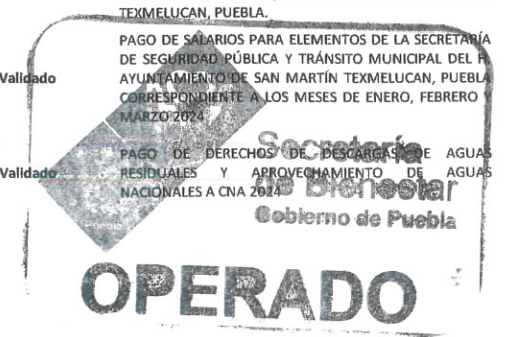 TEXMELUCAN, PUEBLA.
PAGO DE SALARIOS PARA ELEMENTOS DE LA SECRETARÍA
DE SEGURIDAD PÚBLICA Y TRÁNSITO MUNICIPAL DEL H.
Validado AYUNTAMIENTO DE SAN MARTÍN TEXMELUCAN, PUEBLA
CORRESPONDIENTE A LOS MESES DE ENERO, FEBRERO Y
MARZO 2024
PAGO DE DERECHOS DE DESCARGAS DE AGUAS
Validado RESIDUALES Y APROVECHAMIENTO DE AGUAS
NACIONALES A CNA 2024
Secretaría
de Bienestar
Gobierno de Puebla
OPERADO